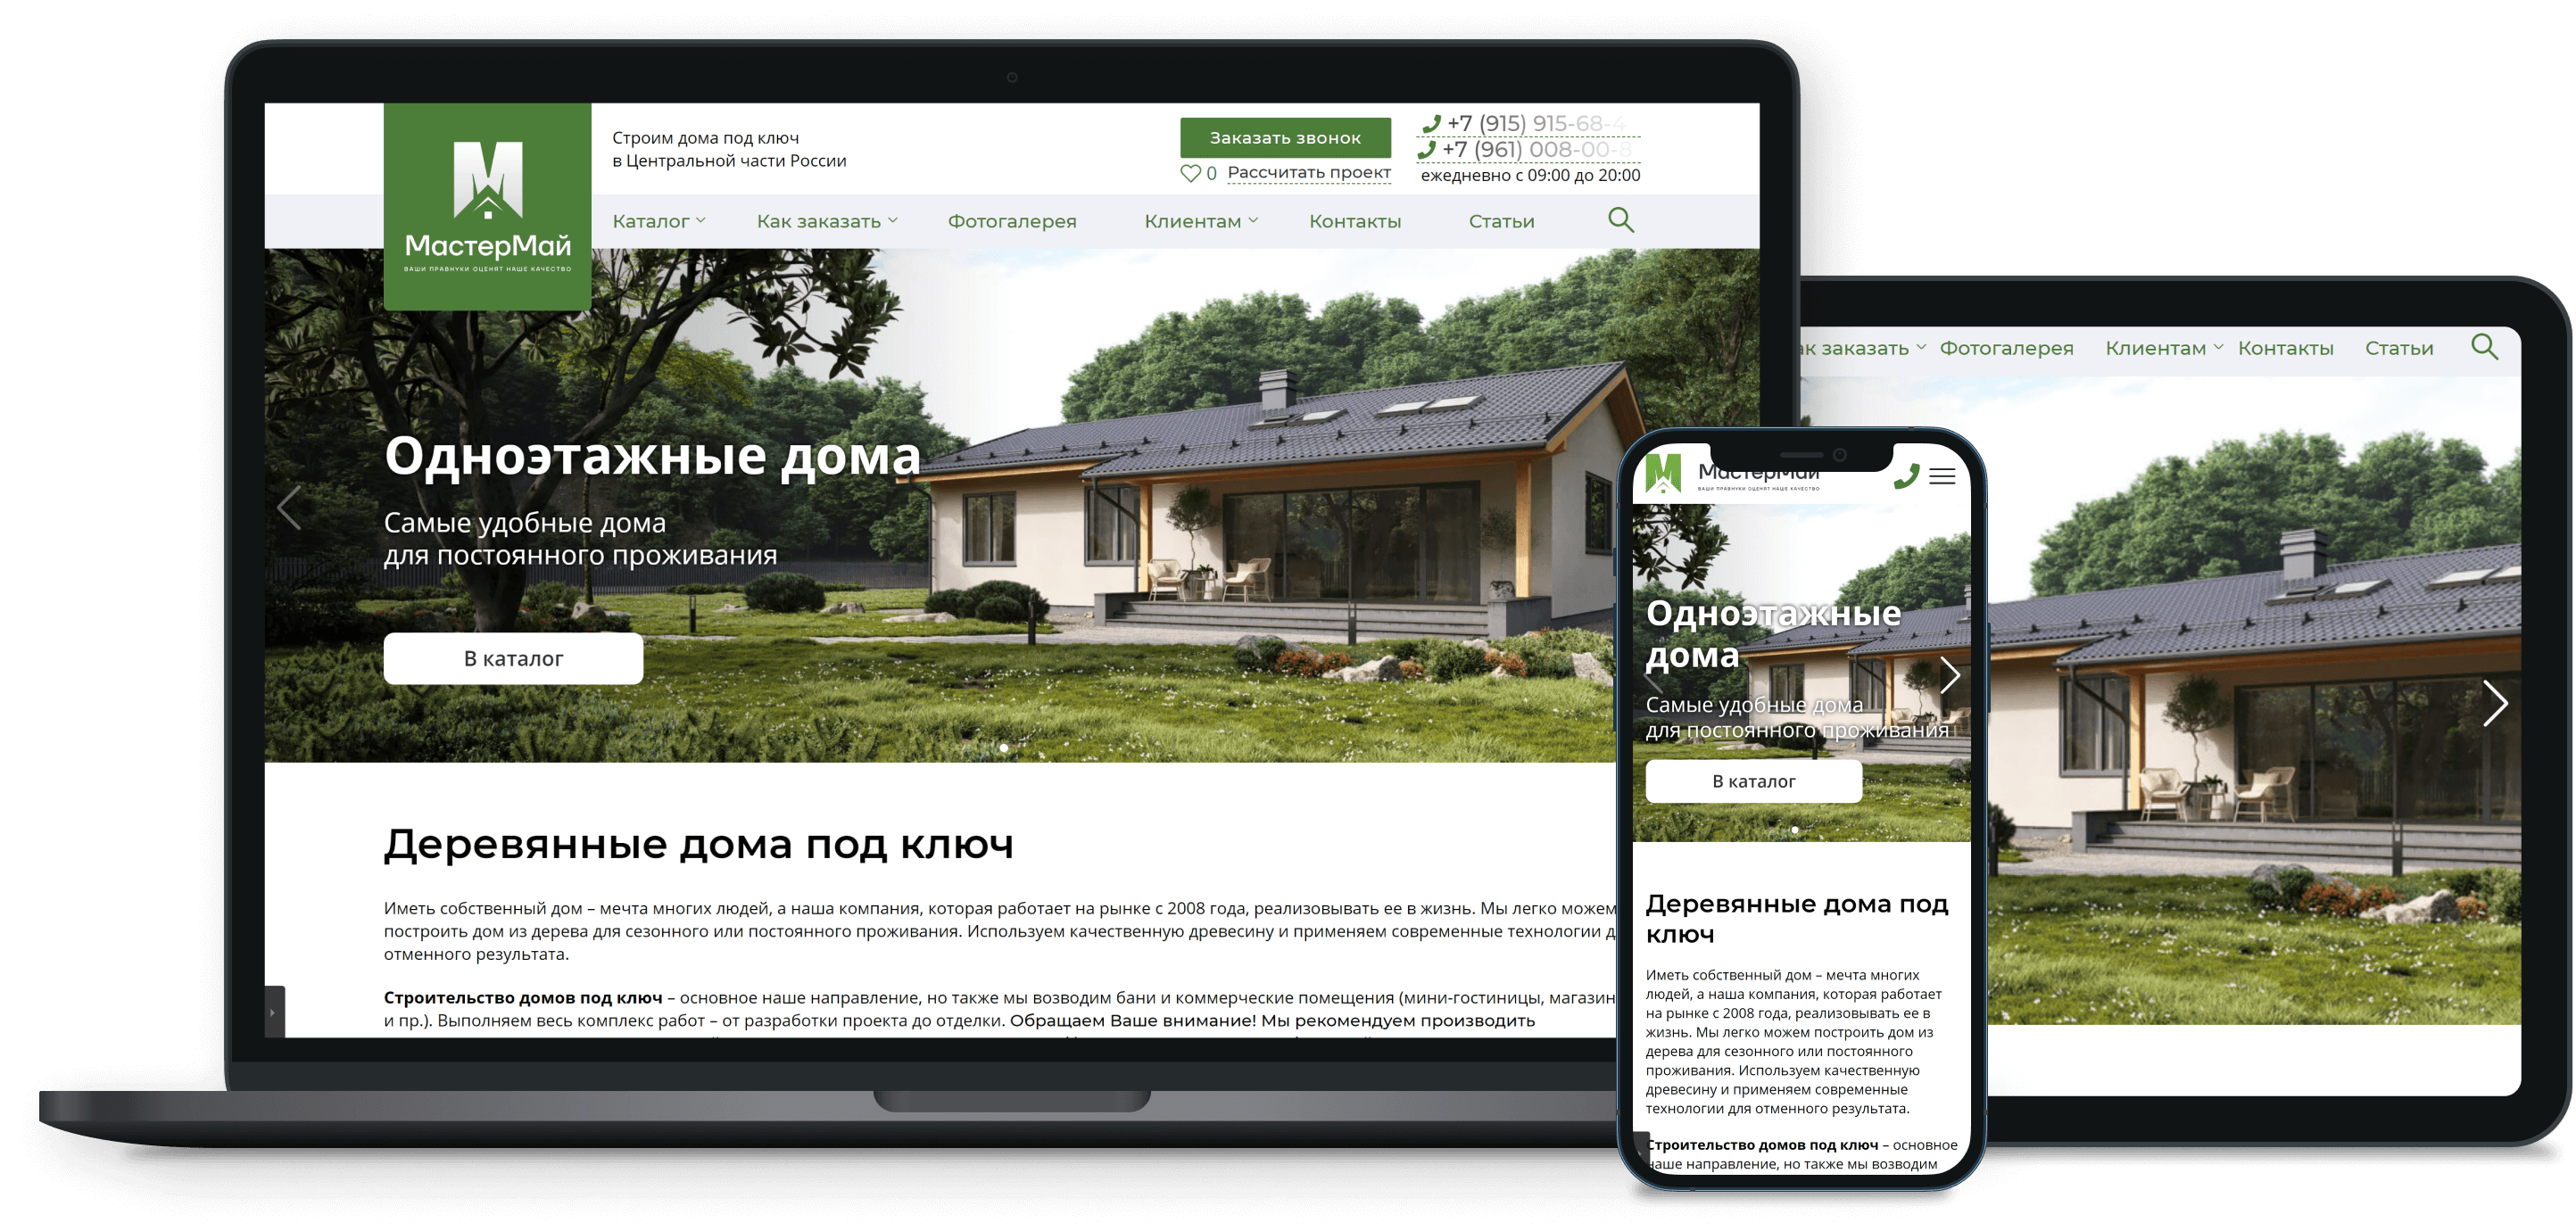 МастерМай
ВАШИ ПРАВНУКИ ОЦЕНЯТ НАШЕ КАЧЕСТВО
Строим дома под ключ
в Центральной части России
Заказать звонок
0 Рассчитать проект
+7 (915) 915-68-4
+7 (961) 008-00-8
ежедневно с 09:00 до 20:00
Каталог Как заказать Фотогалерея Клиентам Контакты Статьи
Одноэтажные дома
Самые удобные дома
для постоянного проживания
В каталог
Деревянные дома под ключ
Иметь собственный дом – мечта многих людей, а наша компания, которая работает на рынке с 2008 года, реализовывать ее в жизнь. Мы легко можем
построить дом из дерева для сезонного или постоянного проживания. Используем качественную древесину и применяем современные технологии д
отменного результата.
Строительство домов под ключ – основное наше направление, но также мы возводим бани и коммерческие помещения (мини-гостиницы, магазин
и пр.). Выполняем весь комплекс работ – от разработки проекта до отделки. Обращаем Ваше внимание! Мы рекомендуем производить
ак заказать Фотогалерея Клиентам Контакты Статьи
МастерМай
ВАШИ ПРАВНУКИ ОЦЕНЯТ НАШЕ КАЧЕСТВО
Одноэтажные
дома
Самые удобные дома
для постоянного проживания
В каталог
Деревянные дома под
ключ
Иметь собственный дом – мечта многих
людей, а наша компания, которая работает
на рынке с 2008 года, реализовывать ее в
жизнь. Мы легко можем построить дом из
дерева для сезонного или постоянного
проживания. Используем качественную
древесину и применяем современные
технологии для отменного результата.
Строительство домов под ключ – основное
наше направление, но также мы возводим